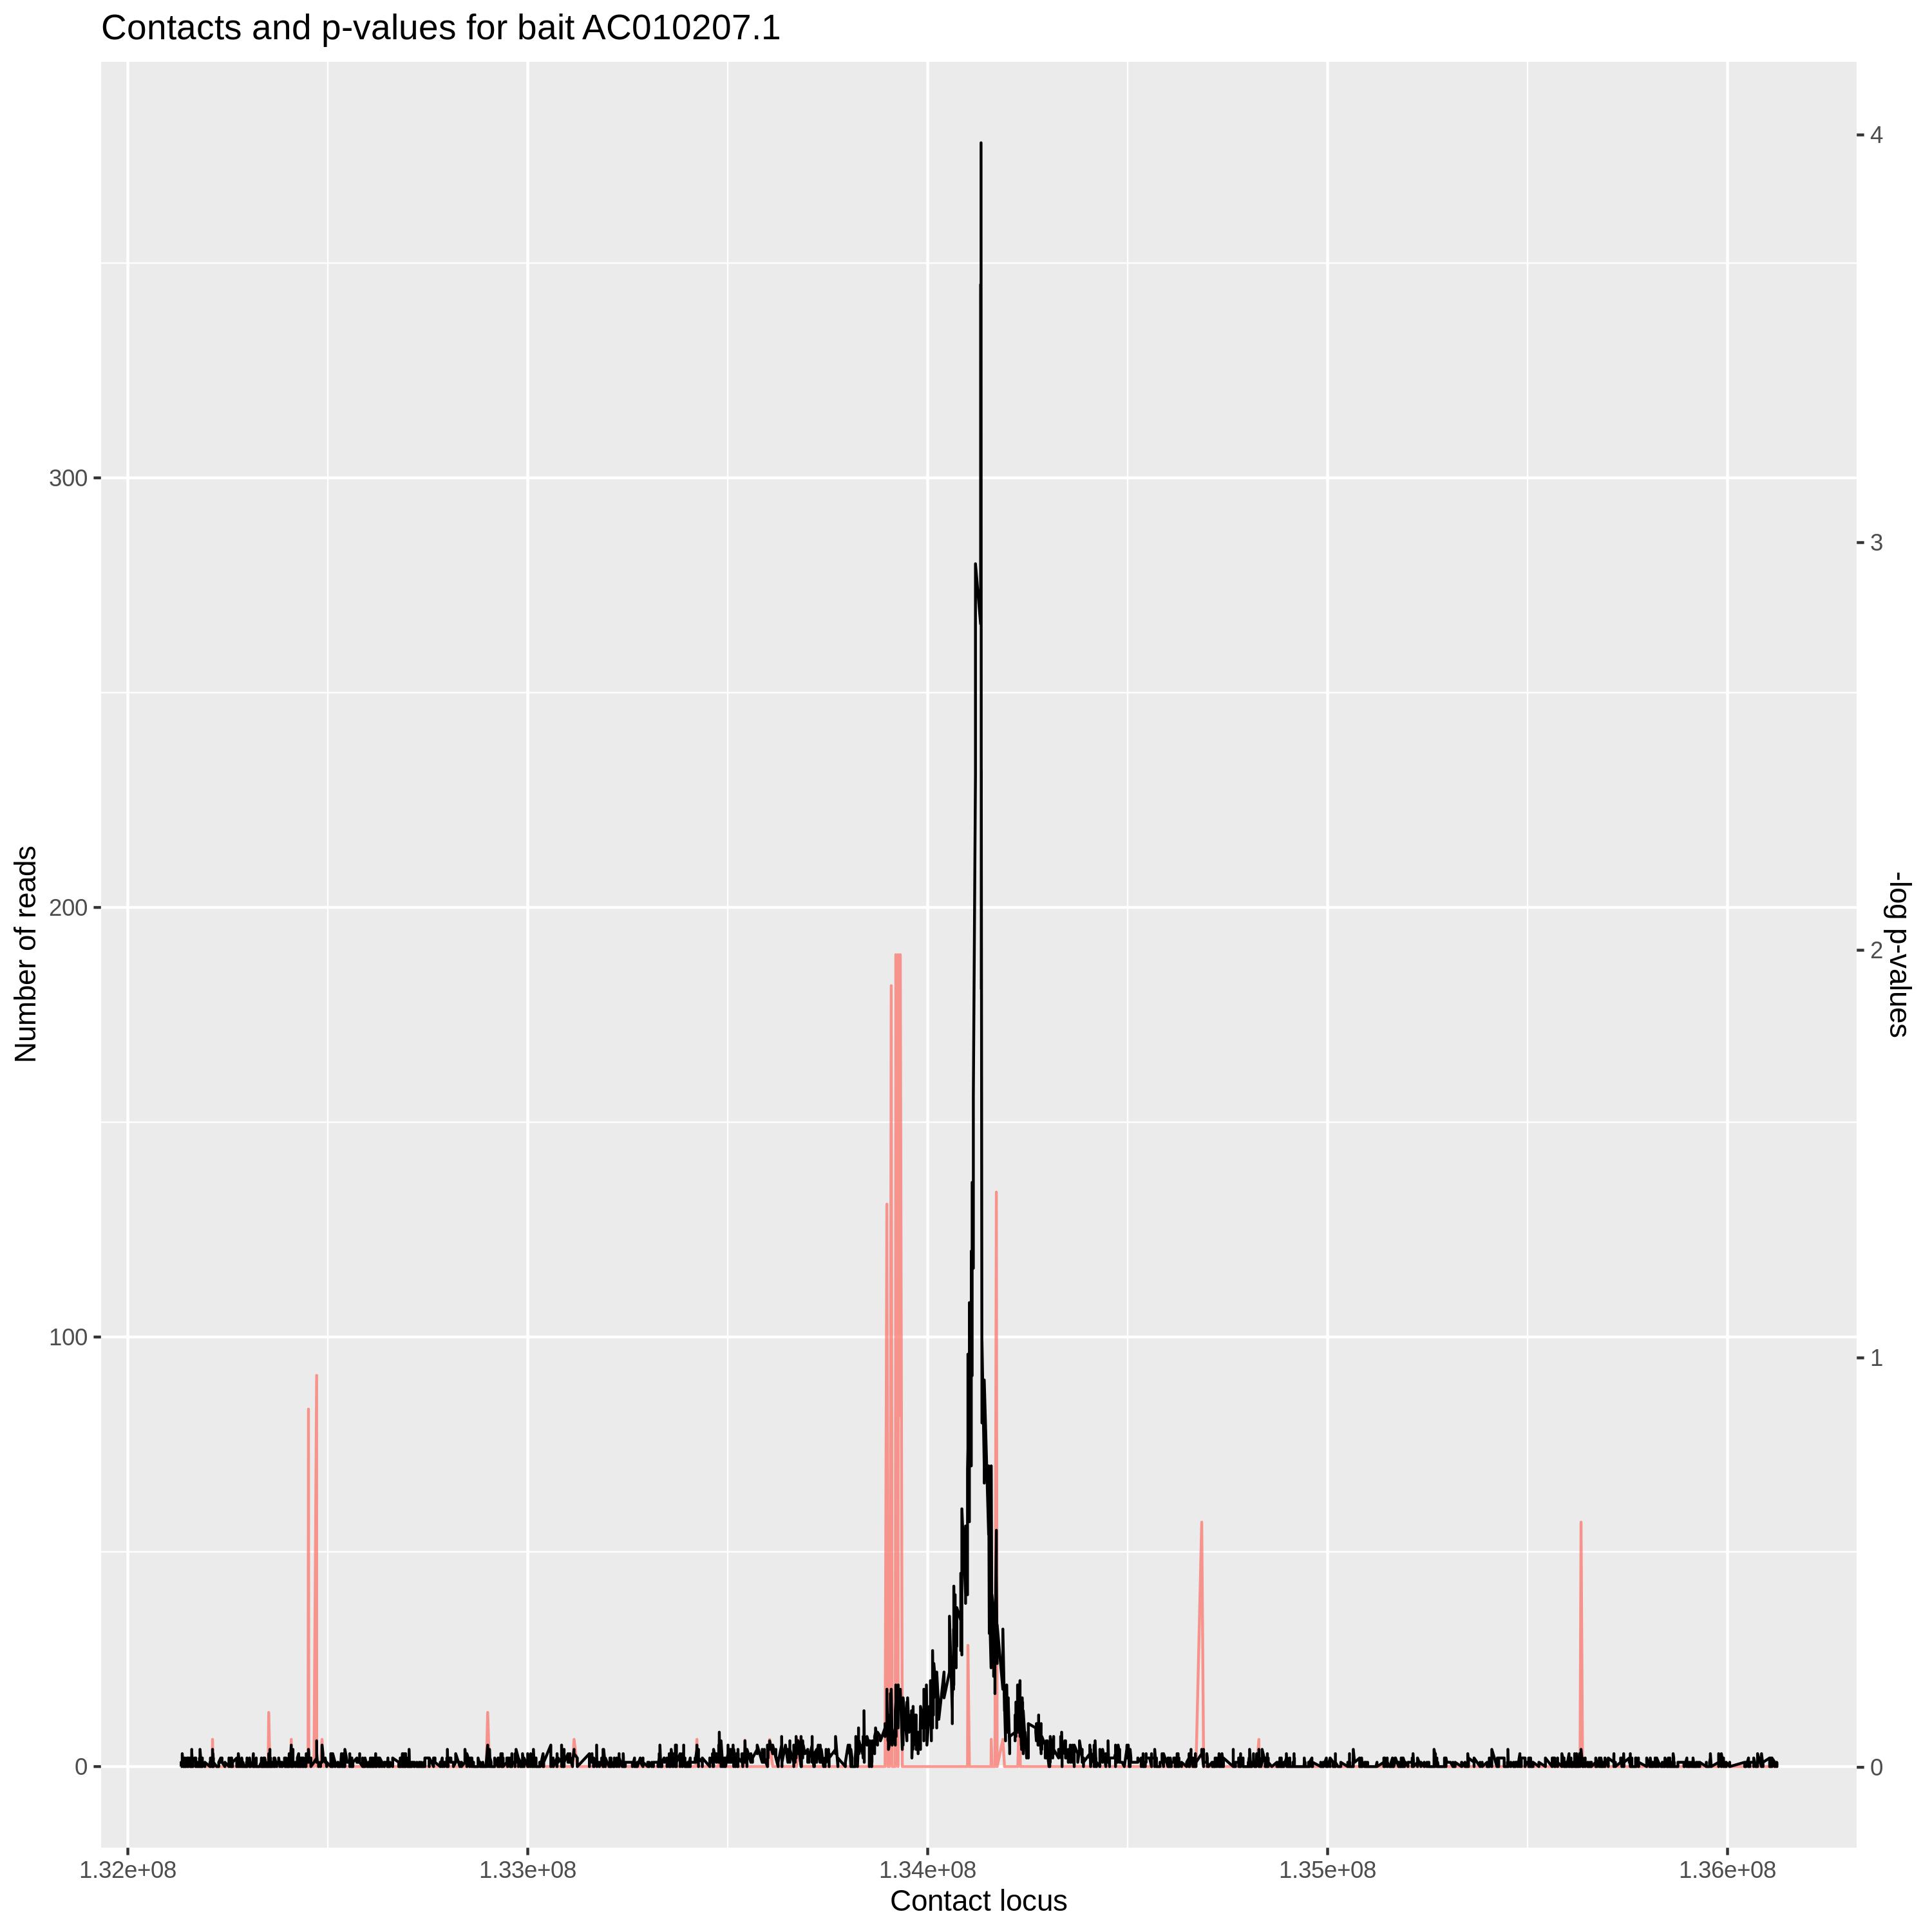 Contacts and p-values for bait AC010207.1
4
300
3
Number of reads
200
2
-log p-values
100
1
0
0
1.32e+08
1.33e+08
1.34e+08
1.35e+08
1.36e+08
Contact locus